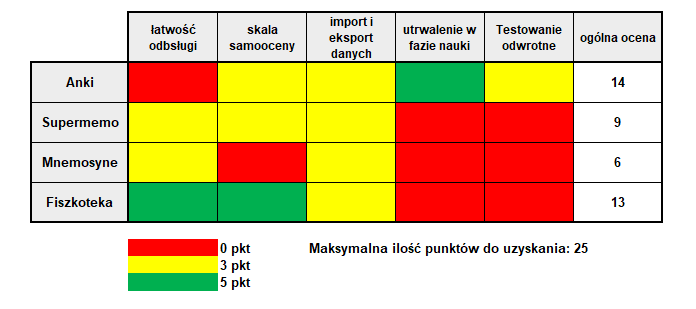 łatwość
odbsługi
skala
samooceny
import i
eksport
danych
utrwalenie w
fazie nauki
Testowanie
odwrotne
ogólna ocena
Anki
14
Supermemo
9
Mnemosyne
6
Fiszkoteka
13
0 pkt
Maksymalna ilość punktów do uzyskania: 25
3 pkt
5 pkt